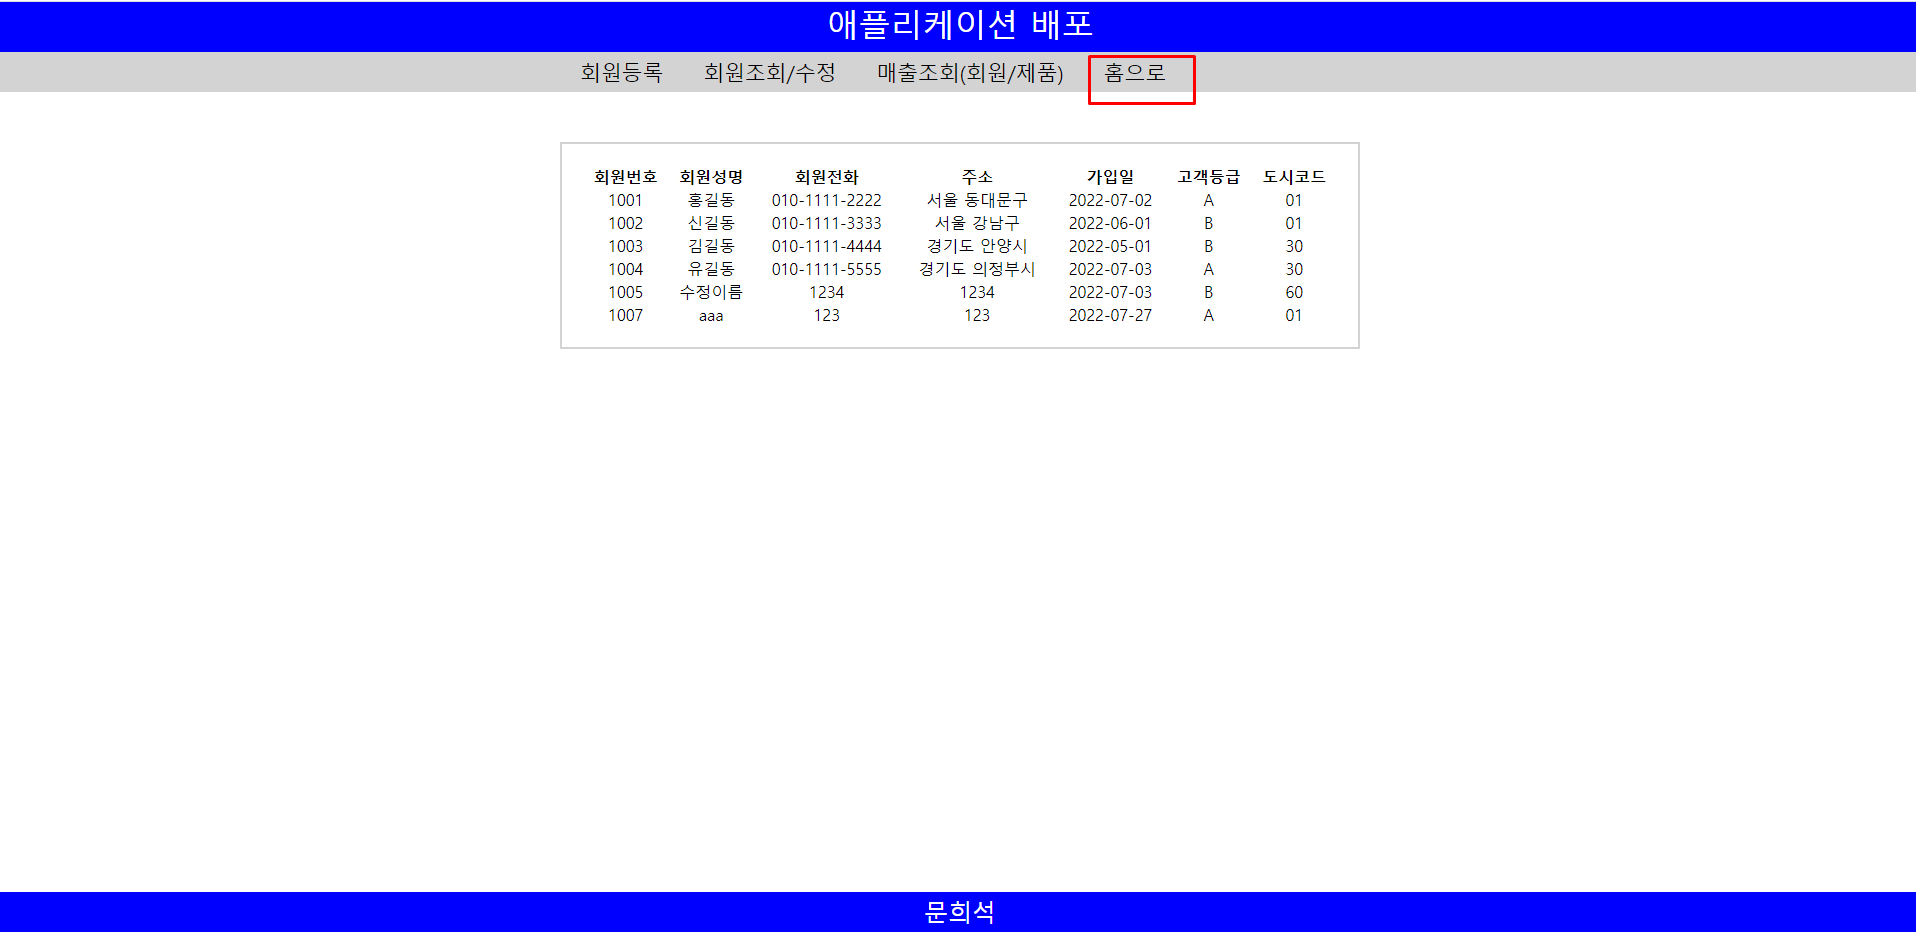 애플리케이션 배포
회원등록 회원조회/수정 매출조회(회원/제품) 홈으로
회원번호 회원성명 회원전화 주소 가입일 고객등급 도시코드
1001 홍길동 010-1111-2222 서울 동대문구 2022-07-02 A 01
1002 신길동 010-1111-3333 서울 강남구 2022-06-01 B 01
1003 김길동 010-1111-4444 경기도 안양시 2022-05-01 B 30
1004 유길동 010-1111-5555 경기도 의정부시 2022-07-03 A 30
1005 수정이름 1234 1234 2022-07-03 B 60
1007 aaa 123 123 2022-07-27 A 01
문희석